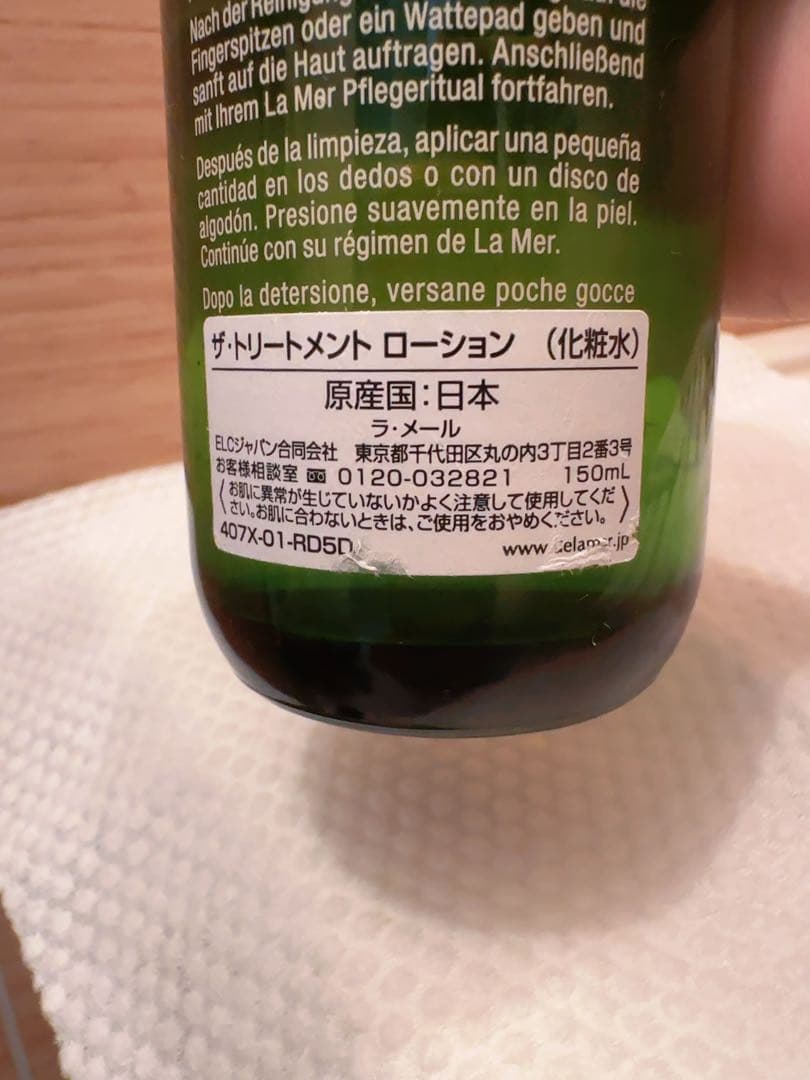 Nach der Reinigung
Fingerspitzen oder ein Wattepad geben und
sanft auf die Haut auftragen. Anschließend
mit Ihrem La Mer Pflegeritual fortfahren.
Después de la limpieza, aplicar una pequeña
cantidad en los dedos o con un disco de
algodón. Presione suavemente en la piel.
Continúe con su régimen de La Mer.
Dopo la detersione, versane poche gocce
ザ・トリートメント ローション (化粧水)
原産国：日本
ラ・メール
ELCジャパン合同会社 東京都千代田区丸の内3丁目2番3号
お客様相談室 0120-032821 150mL
〈お肌に異常が生じていないかよく注意して使用してくだ
さい。お肌に合わないときは、ご使用をおやめください。〉
407X-01-RD5D